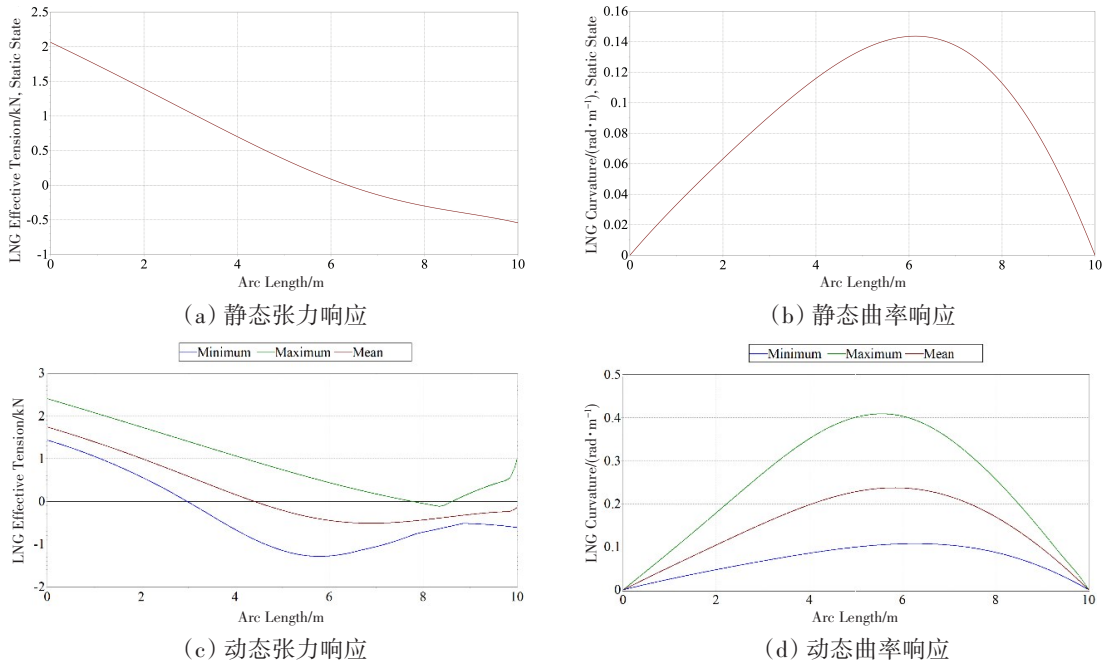 LNG Effective Tension/kN, Static State
2.5
2
1.5
1
0.5
0
-0.5
-1
0 2 4 6 8 10
Arc Length/m
(a) 静态张力响应
LNG Curvature/(rad·m⁻¹), Static State
0.16
0.14
0.12
0.1
0.08
0.06
0.04
0.02
0
0 2 4 6 8 10
Arc Length/m
(b) 静态曲率响应
Minimum Maximum Mean
LNG Effective Tension/kN
3
2
1
0
-1
-2
0 2 4 6 8 10
Arc Length/m
(c) 动态张力响应
Minimum Maximum Mean
LNG Curvature/(rad·m⁻¹)
0.5
0.4
0.3
0.2
0.1
0
0 2 4 6 8 10
Arc Length/m
(d) 动态曲率响应